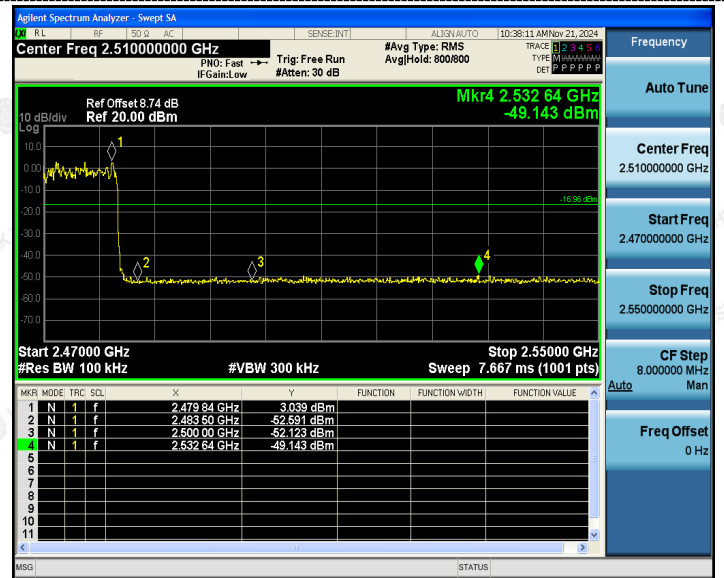 Agilent Spectrum Analyzer - Swept SA
LXI RL RF 50 Ω AC SENSE:INT ALIGN AUTO 10:38:11 AM Nov 21, 2024
Center Freq 2.510000000 GHz
PNO: Fast
IFGain:Low
Trig: Free Run
#Atten: 30 dB
#Avg Type: RMS
Avg|Hold: 800/800
TRACE 1 2 3 4 5 6
TYPE M W W W W W
DET P P P P P P
Ref Offset 8.74 dB
10 dB/div Ref 20.00 dBm
Log
Mkr4 2.532 64 GHz
-49.143 dBm
10.0
0.00
-10.0
-20.0
-30.0
-40.0
-50.0
-60.0
-70.0
1
2
3
4
-16.96 dBm
Start 2.47000 GHz Stop 2.55000 GHz
#Res BW 100 kHz #VBW 300 kHz Sweep 7.667 ms (1001 pts)
MKR MODE TRC SCL X Y FUNCTION FUNCTION WIDTH FUNCTION VALUE
1 N 1 f 2.479 84 GHz 3.039 dBm
2 N 1 f 2.483 50 GHz -52.591 dBm
3 N 1 f 2.500 00 GHz -52.123 dBm
4 N 1 f 2.532 64 GHz -49.143 dBm
5
6
7
8
9
10
11
MSG STATUS
Frequency
Auto Tune
Center Freq
2.510000000 GHz
Start Freq
2.470000000 GHz
Stop Freq
2.550000000 GHz
CF Step
8.000000 MHz
Auto Man
Freq Offset
0 Hz